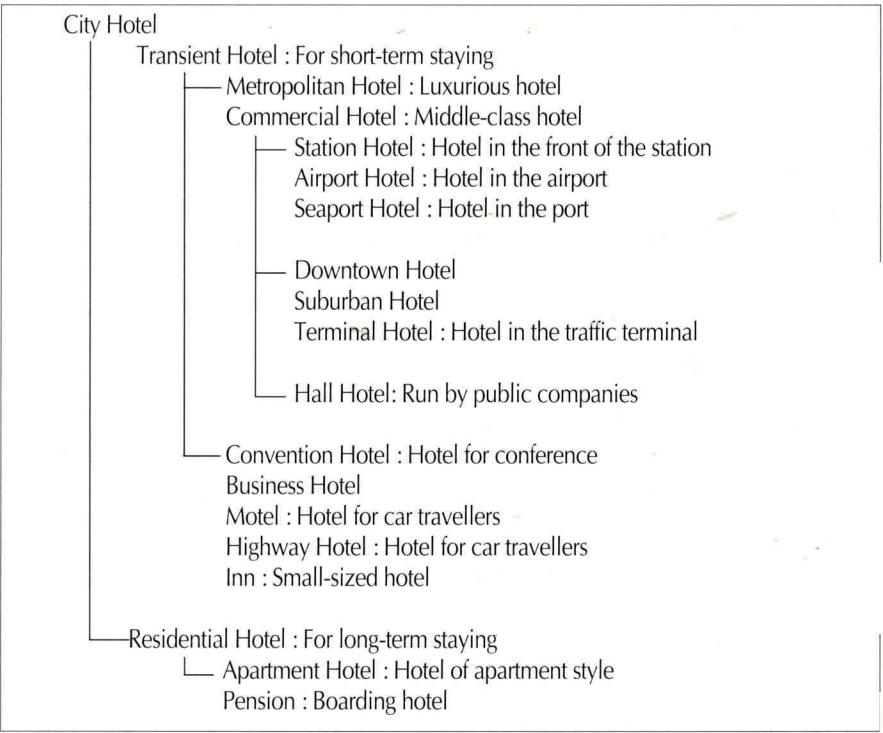 City Hotel
Transient Hotel : For short-term staying
Metropolitan Hotel : Luxurious hotel
Commercial Hotel : Middle-class hotel
Station Hotel : Hotel in the front of the station
Airport Hotel : Hotel in the airport
Seaport Hotel : Hotel in the port
Downtown Hotel
Suburban Hotel
Terminal Hotel : Hotel in the traffic terminal
Hall Hotel: Run by public companies
Convention Hotel : Hotel for conference
Business Hotel
Motel : Hotel for car travellers
Highway Hotel : Hotel for car travellers
Inn : Small-sized hotel
Residential Hotel : For long-term staying
Apartment Hotel : Hotel of apartment style
Pension : Boarding hotel